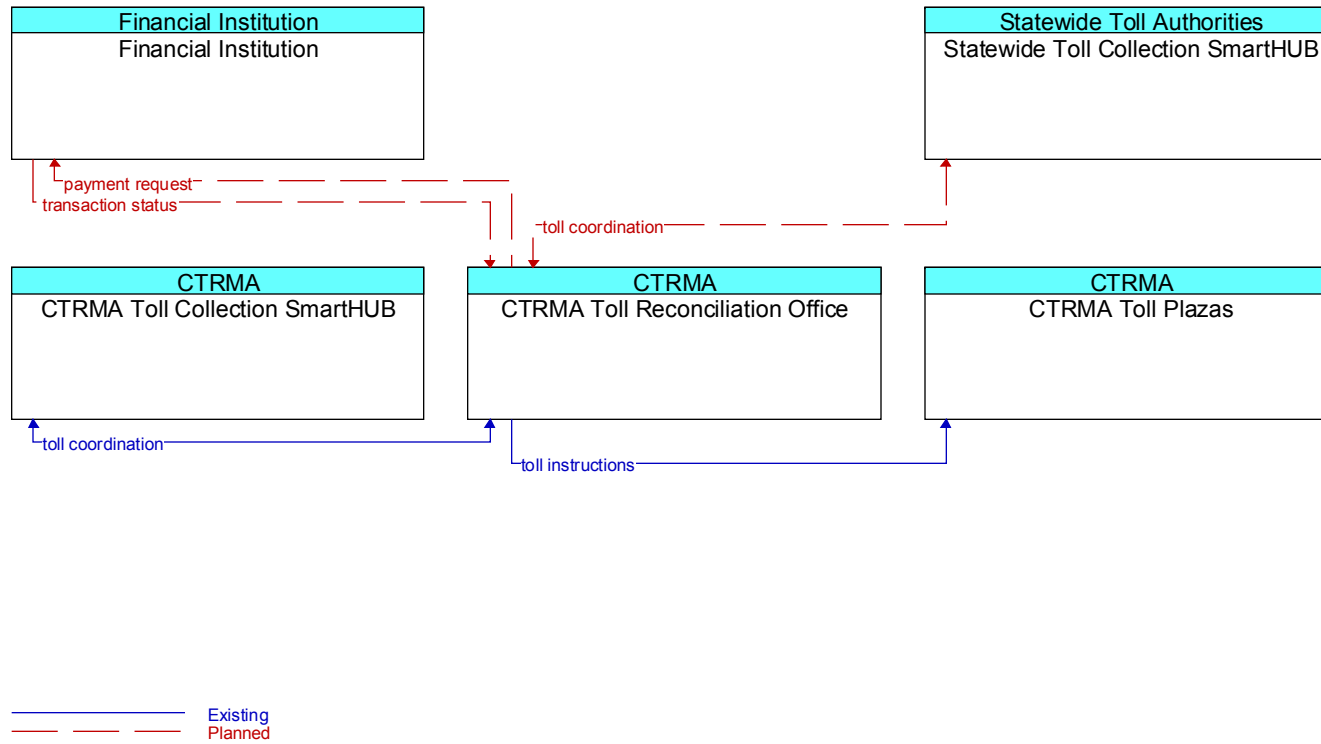 Financial Institution
Financial Institution
Statewide Toll Authorities
Statewide Toll Collection SmartHUB
payment request
transaction status
toll coordination
CTRMA
CTRMA Toll Collection SmartHUB
CTRMA
CTRMA Toll Reconciliation Office
CTRMA
CTRMA Toll Plazas
toll coordination
toll instructions
Existing
Planned